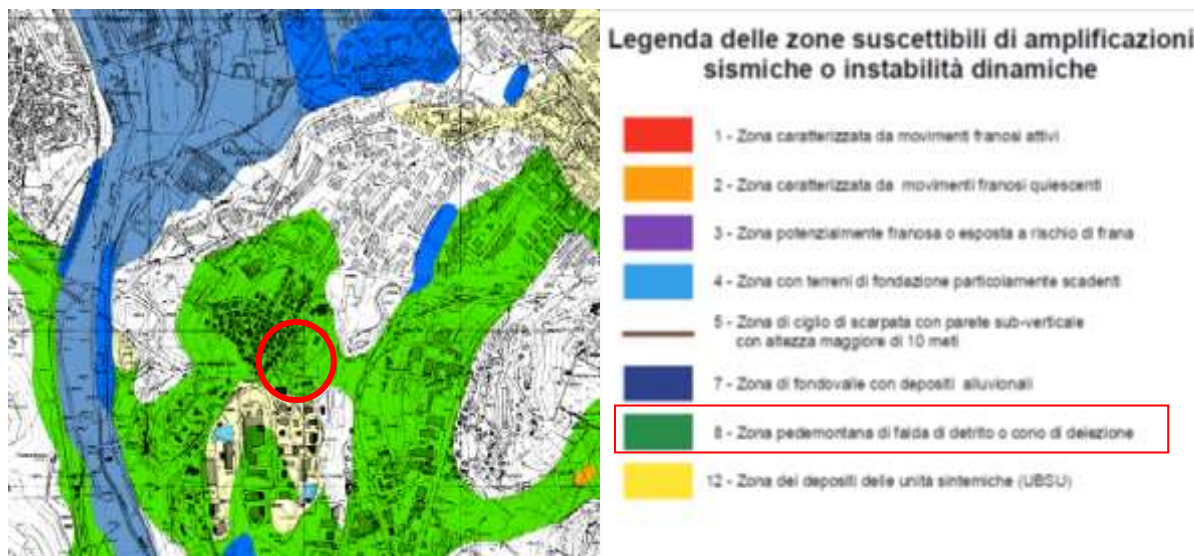 Legenda delle zone suscettibili di amplificazioni
sismiche o instabilità dinamiche
1 - Zona caratterizzata da movimenti franosi attivi
2 - Zona caratterizzata da movimenti franosi quiescenti
3 - Zona potenzialmente franosa o esposta a rischio di frana
4 - Zona con terreni di fondazione particolamente scadenti
5 - Zona di ciglio di scarpata con parete sub-verticale
con altezza maggiore di 10 meti
7 - Zona di fondovalle con depositi alluvionali
8 - Zona pedemontana di falda di detrito o cono di deiezione
12 - Zona dei depositi delle unità sintemiche (UBSU)